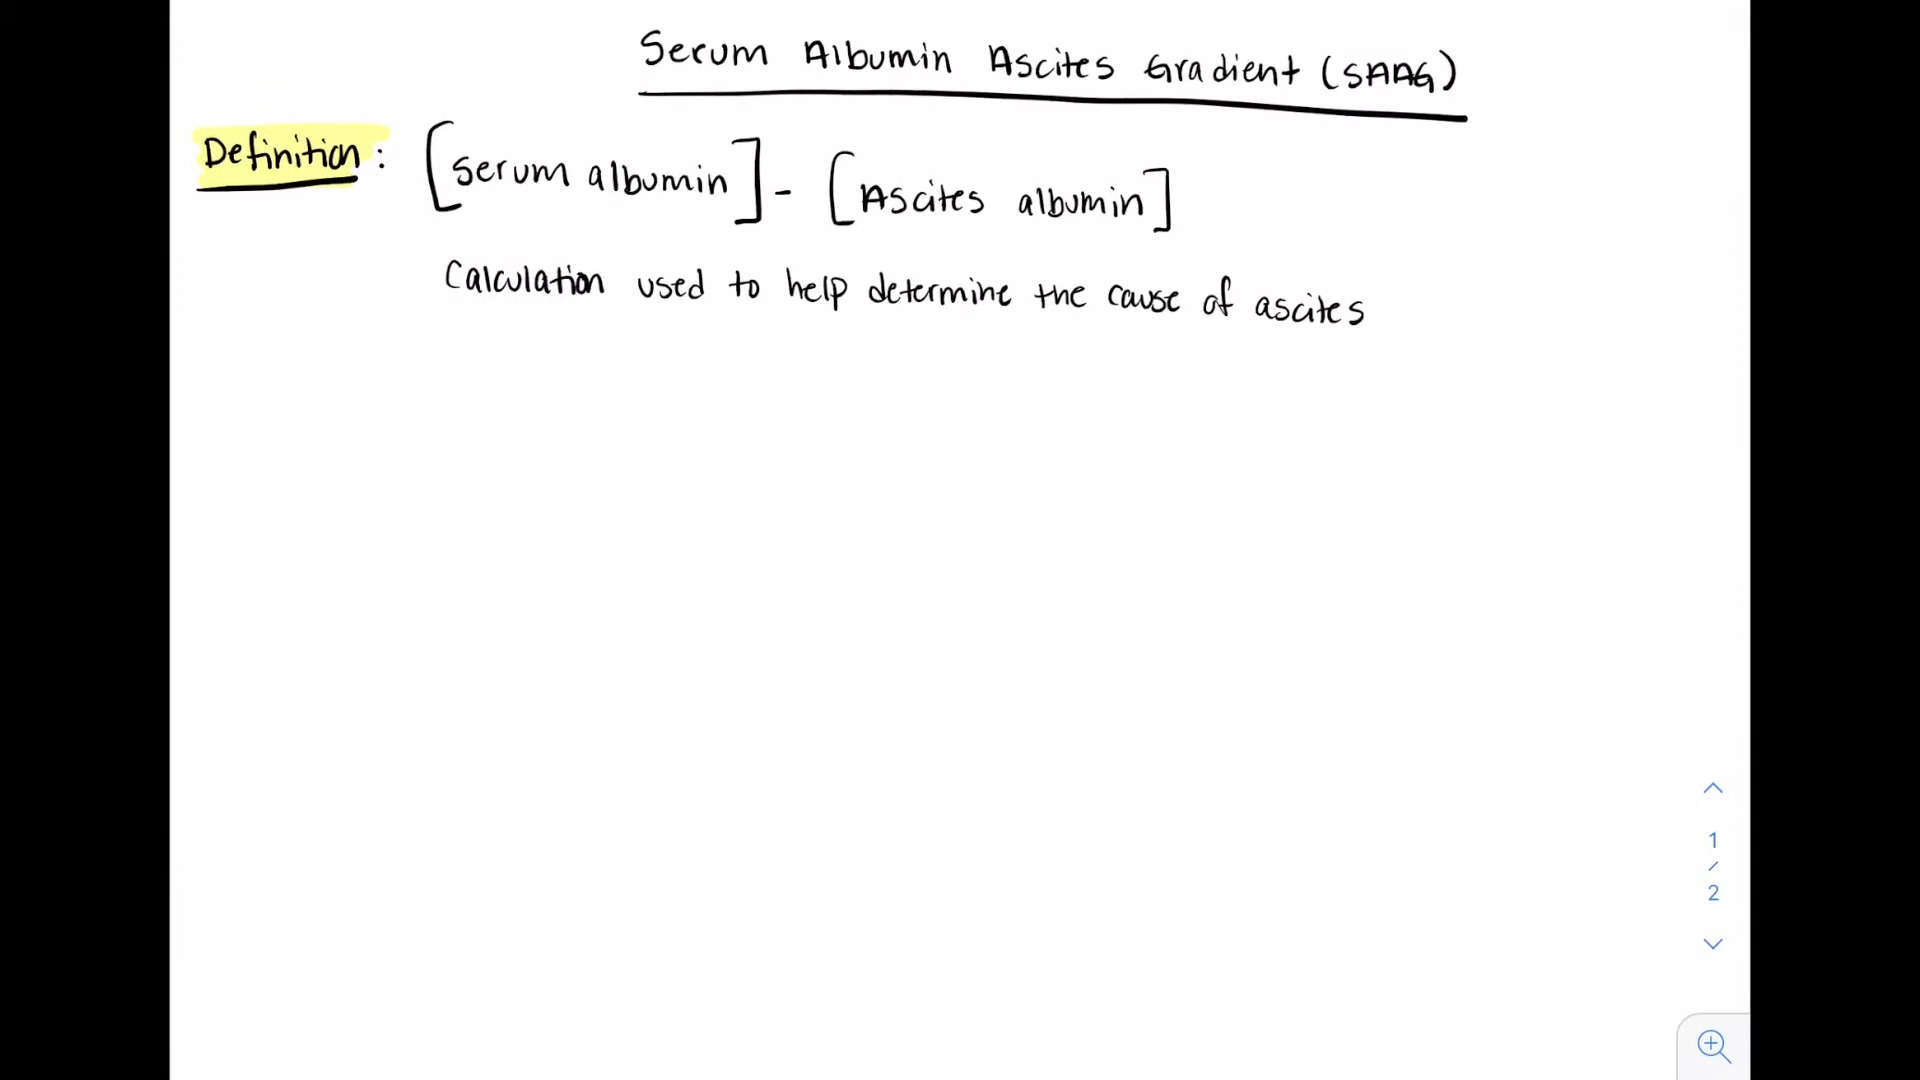 Serum Albumin Ascites Gradient (SAAG)
Definition: [Serum albumin] - [Ascites albumin]
Calculation used to help determine the cause of ascites
1
/
2